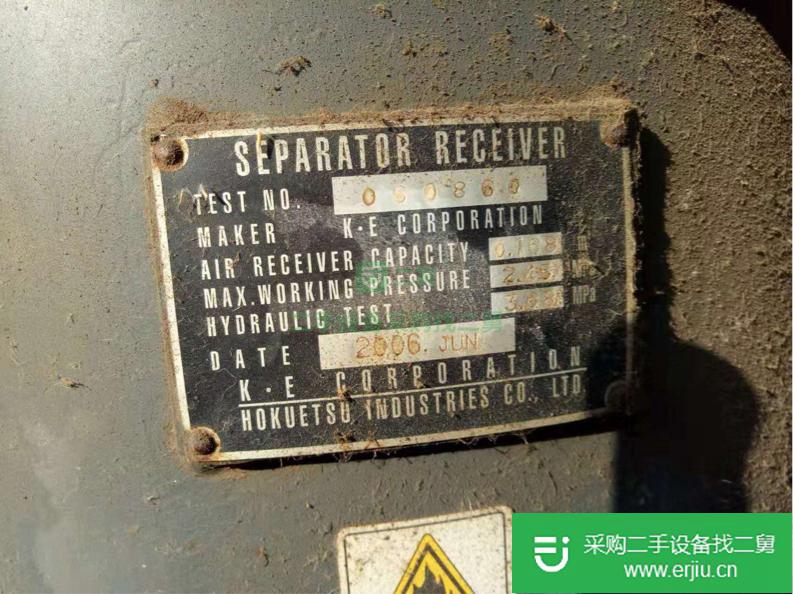 SEPARATOR RECEIVER
TEST NO. 060860
MAKER K·E CORPORATION
AIR RECEIVER CAPACITY m
MAX.WORKING PRESSURE
HYDRAULIC TEST MPa
DATE 2006. JUN
K·E CORPORATION
HOKUETSU INDUSTRIES CO., LTD
采购二手设备找二舅
www.erjiu.cn